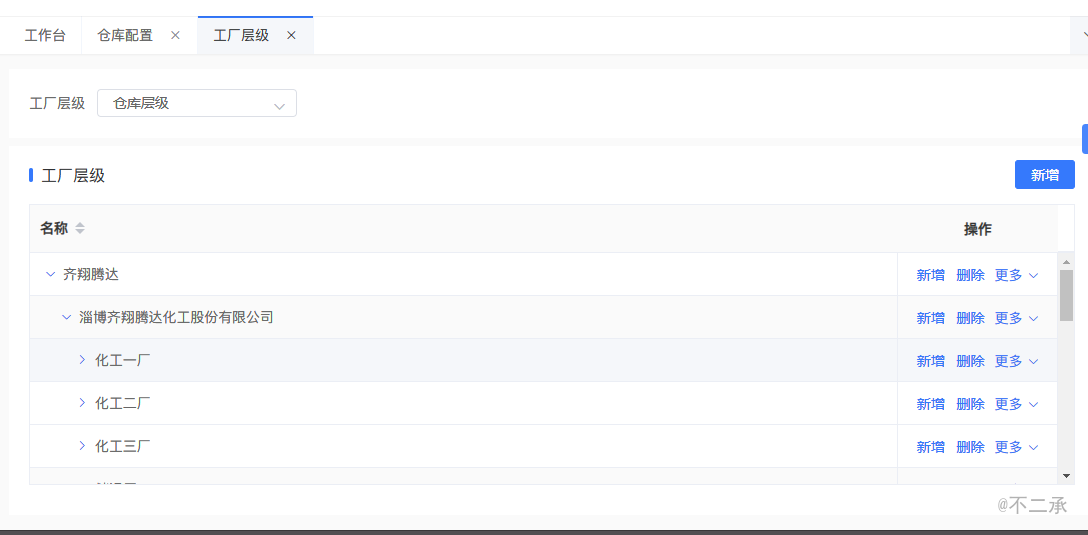 工作台 仓库配置 工厂层级
工厂层级 仓库层级
工厂层级 新增
名称 操作
齐翔腾达 新增 删除 更多
淄博齐翔腾达化工股份有限公司 新增 删除 更多
化工一厂 新增 删除 更多
化工二厂 新增 删除 更多
化工三厂 新增 删除 更多
@不二承